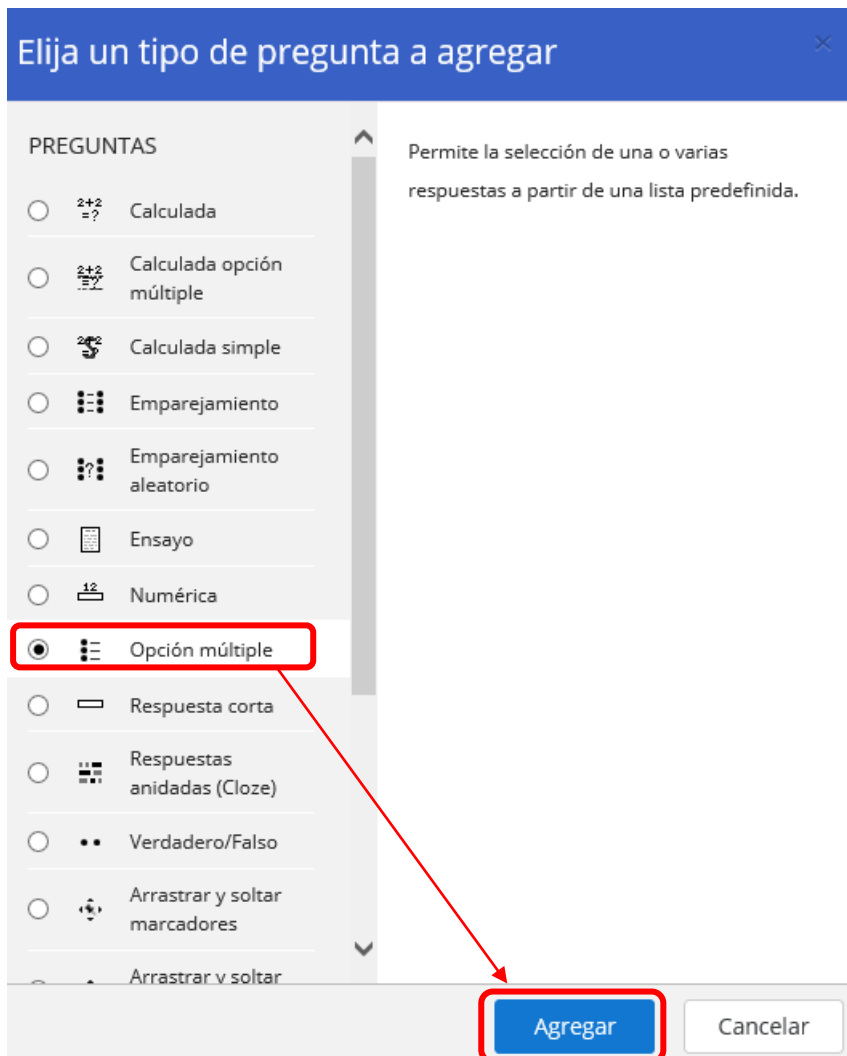 Elija un tipo de pregunta a agregar
×
PREGUNTAS
2+2
=?
Calculada
2+2
=?
Calculada opción
múltiple
2+2
=?
Calculada simple
Emparejamiento
?
Emparejamiento
aleatorio
Ensayo
12
Numérica
Opción múltiple
Respuesta corta
Respuestas
anidadas (Cloze)
Verdadero/Falso
Arrastrar y soltar
marcadores
Arrastrar y soltar
Permite la selección de una o varias
respuestas a partir de una lista predefinida.
Agregar
Cancelar